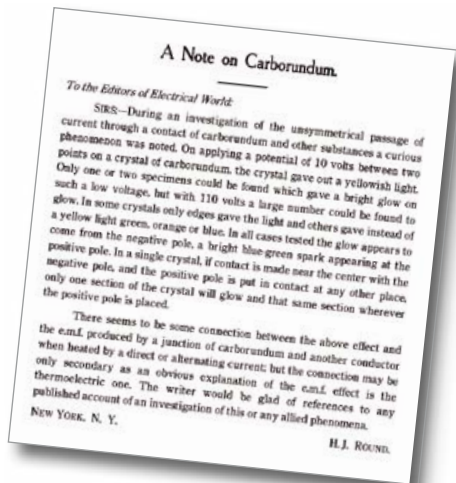 A Note on Carborundum.
To the Editors of Electrical World:
SIRS:—During an investigation of the unsymmetrical passage of
current through a contact of carborundum and other substances a curious
phenomenon was noted. On applying a potential of 10 volts between two
points on a crystal of carborundum, the crystal gave out a yellowish light.
Only one or two specimens could be found which gave a bright glow on
such a low voltage, but with 110 volts a large number could be found to
glow. In some crystals only edges gave the light and others gave instead of
a yellow light green, orange or blue. In all cases tested the glow appears to
come from the negative pole, a bright blue-green spark appearing at the
positive pole. In a single crystal, if contact is made near the center with the
negative pole, and the positive pole is put in contact at any other place,
only one section of the crystal will glow and that same section wherever
the positive pole is placed.
There seems to be some connection between the above effect and
the e.m.f. produced by a junction of carborundum and another conductor
when heated by a direct or alternating current; but the connection may be
only secondary as an obvious explanation of the e.m.f. effect is the
thermoelectric one. The writer would be glad of references to any
published account of an investigation of this or any allied phenomena.
NEW YORK, N. Y.
H. J. ROUND.